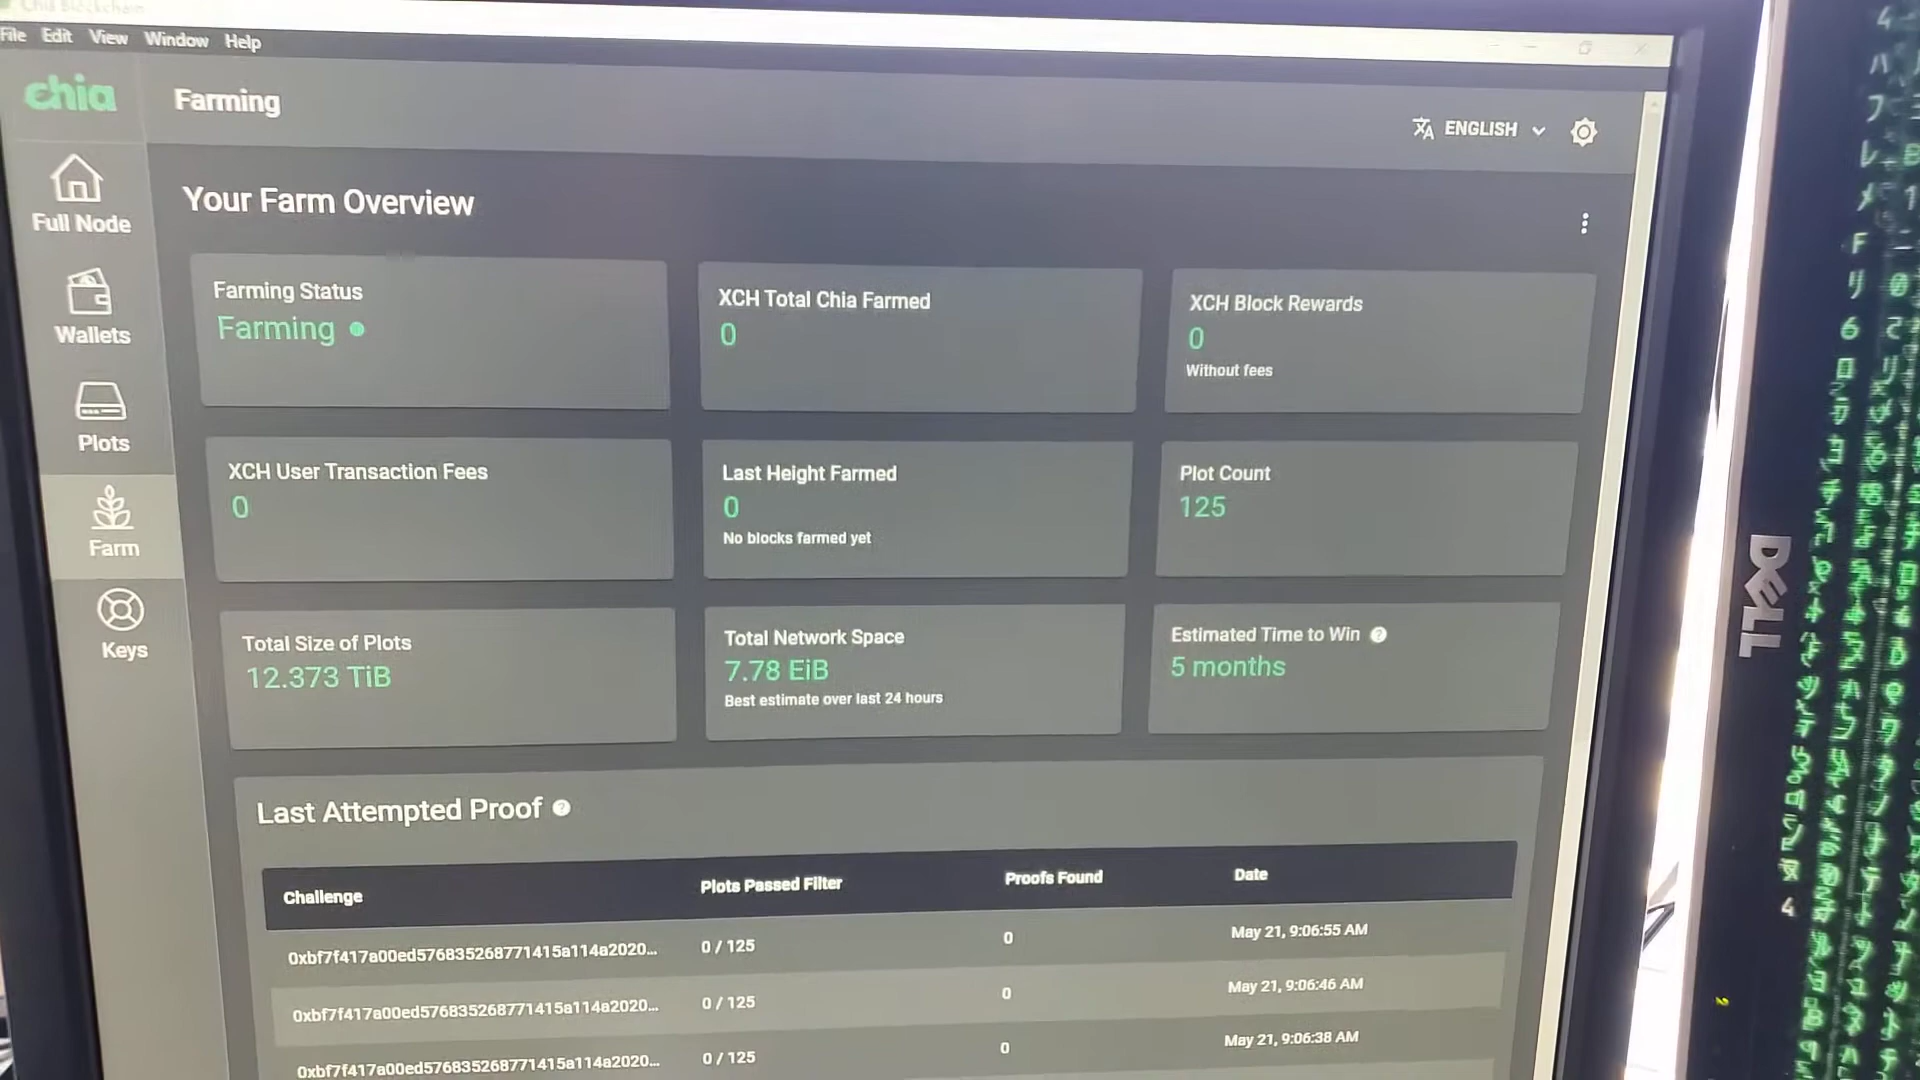 Chia Blockchain
File Edit View Window Help
chia
Farming
ENGLISH
Full Node
Wallets
Plots
Farm
Keys
Your Farm Overview
Farming Status
Farming
XCH Total Chia Farmed
0
XCH Block Rewards
0
Without fees
XCH User Transaction Fees
0
Last Height Farmed
0
No blocks farmed yet
Plot Count
125
Total Size of Plots
12.373 TiB
Total Network Space
7.78 EiB
Best estimate over last 24 hours
Estimated Time to Win
5 months
Last Attempted Proof
Challenge Plots Passed Filter Proofs Found Date
0xbf7f417a00ed576835268771415a114a2020... 0 / 125 0 May 21, 9:06:55 AM
0xbf7f417a00ed576835268771415a114a2020... 0 / 125 0 May 21, 9:06:46 AM
0xbf7f417a00ed576835268771415a114a2020... 0 / 125 0 May 21, 9:06:38 AM
DELL